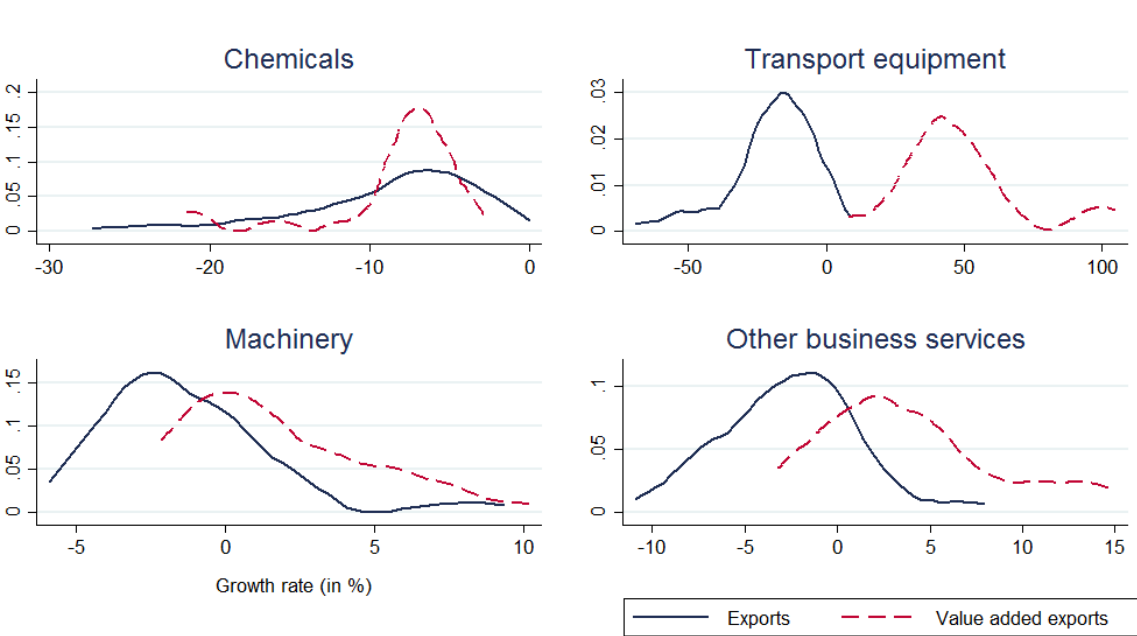 Chemicals
0 .05 .1 .15 .2
-30 -20 -10 0
Transport equipment
0 .01 .02 .03
-50 0 50 100
Machinery
0 .05 .1 .15
-5 0 5 10
Growth rate (in %)
Other business services
0 .05 .1
-10 -5 0 5 10 15
Exports Value added exports